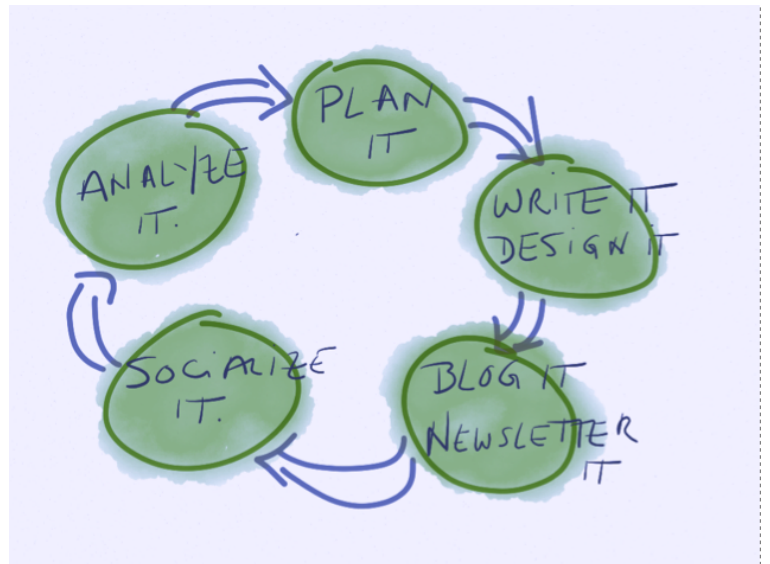 PLAN
IT
WRITE IT
DESIGN IT
BLOG IT
NEWSLETTER
IT
SOCIALIZE
IT.
ANALYZE
IT.